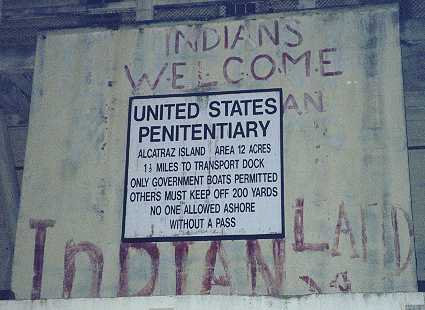 INDIANS
WELCOME
UNITED STATES
PENITENTIARY
ALCATRAZ ISLAND AREA 12 ACRES
1½ MILES TO TRANSPORT DOCK
ONLY GOVERNMENT BOATS PERMITTED
OTHERS MUST KEEP OFF 200 YARDS
NO ONE ALLOWED ASHORE
WITHOUT A PASS
INDIAN LAND